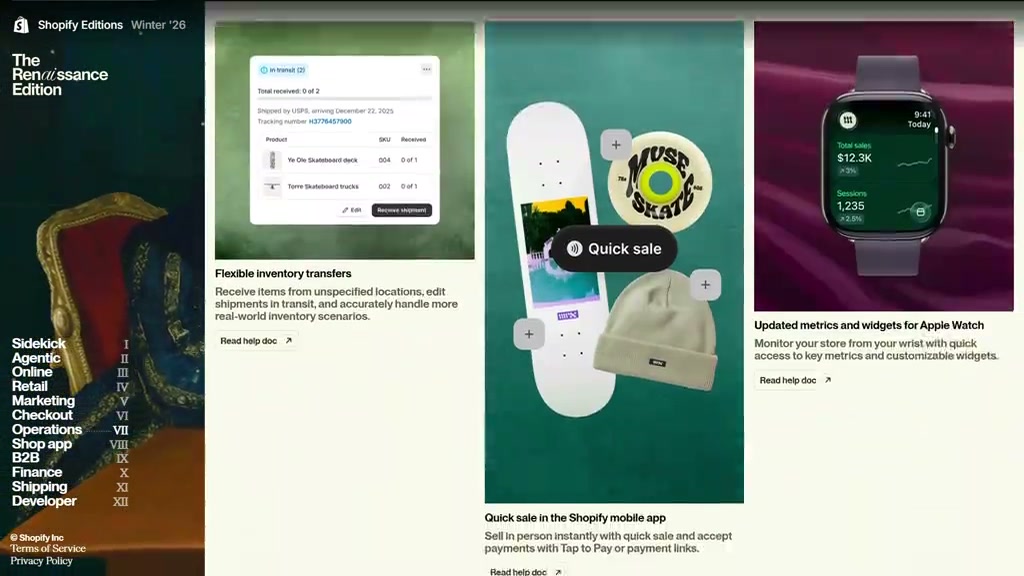 Shopify Editions Winter '26
The
Renaissance
Edition
Sidekick I
Agentic II
Online III
Retail IV
Marketing V
Checkout VI
Operations VII
Shop app VIII
B2B IX
Finance X
Shipping XI
Developer XII
© Shopify Inc
Terms of Service
Privacy Policy
In transit (2)
Total received: 0 of 2
Shipped by USPS, arriving December 22, 2025
Tracking number H3776457900
Product SKU Received
Ye Ole Skateboard deck 004 0 of 1
Torre Skateboard trucks 002 0 of 1
Edit Receive shipment
Flexible inventory transfers
Receive items from unspecified locations, edit
shipments in transit, and accurately handle more
real-world inventory scenarios.
Read help doc
MUSE
SKATE
Quick sale
Quick sale in the Shopify mobile app
Sell in person instantly with quick sale and accept
payments with Tap to Pay or payment links.
Read help doc
9:41
Today
Total sales
$12.3K
3%
Sessions
1,235
2.5%
Updated metrics and widgets for Apple Watch
Monitor your store from your wrist with quick
access to key metrics and customizable widgets.
Read help doc